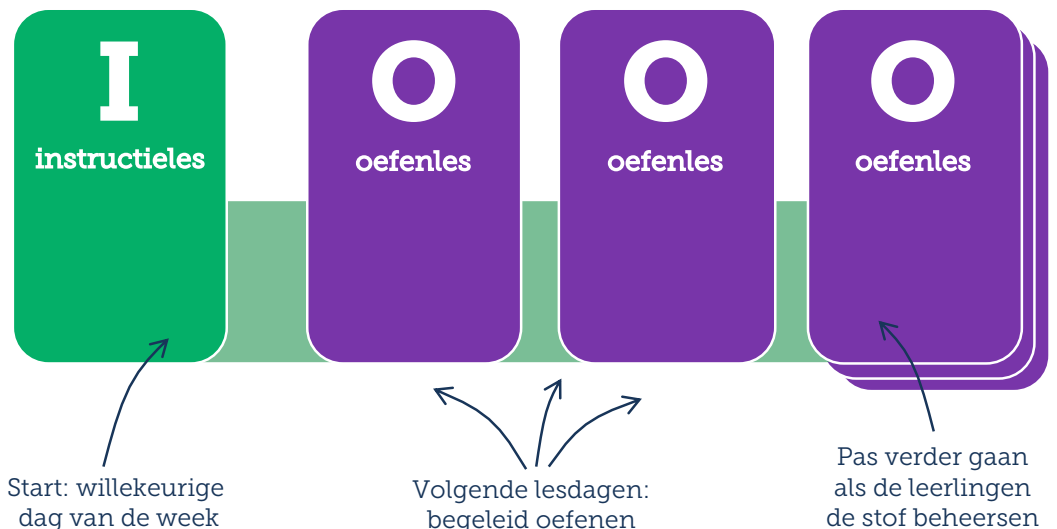 I
instructieles
O
oefenles
O
oefenles
O
oefenles
Start: willekeurige
dag van de week
Volgende lesdagen:
begeleid oefenen
Pas verder gaan
als de leerlingen
de stof beheersen